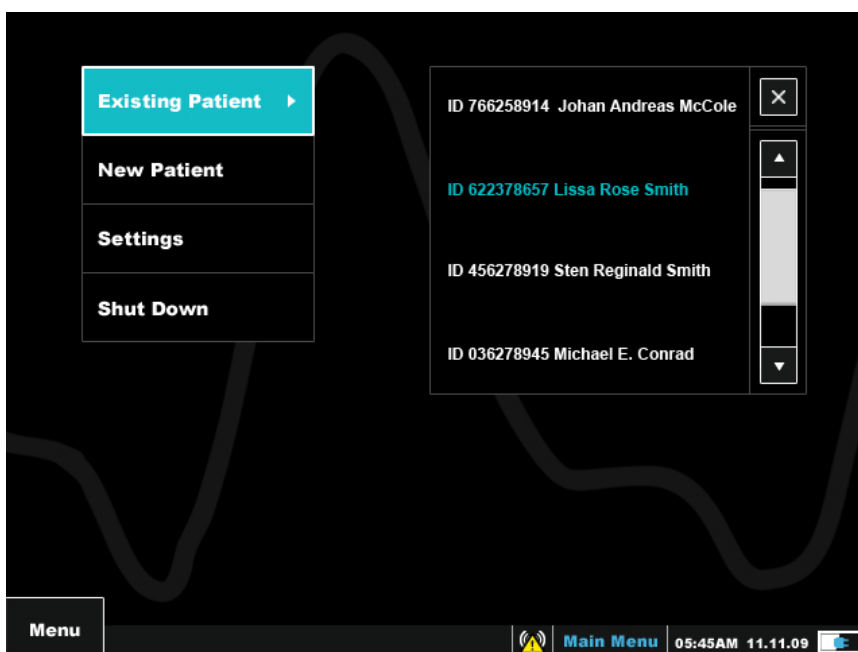 Existing Patient
New Patient
Settings
Shut Down
ID 766258914 Johan Andreas McCole
ID 622378657 Lissa Rose Smith
ID 456278919 Sten Reginald Smith
ID 036278945 Michael E. Conrad
Menu
Main Menu
05:45AM 11.11.09